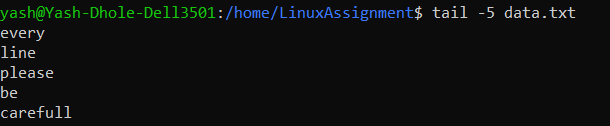 yash@Yash-Dhole-Dell3501:/home/LinuxAssignment$ tail -5 data.txt
every
line
please
be
carefull